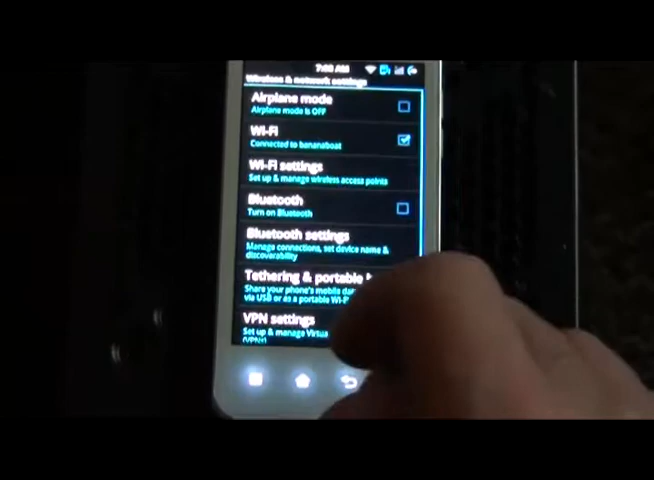 7:08 AM
Wireless & network settings
Airplane mode
Airplane mode is OFF
Wi-Fi
Connected to bananaboat
Wi-Fi settings
Set up & manage wireless access points
Bluetooth
Turn on Bluetooth
Bluetooth settings
Manage connections, set device name &
discoverability
Tethering & portable
Share your phone's mobile
via USB or as a portable Wi-F
VPN settings
Set up & manage